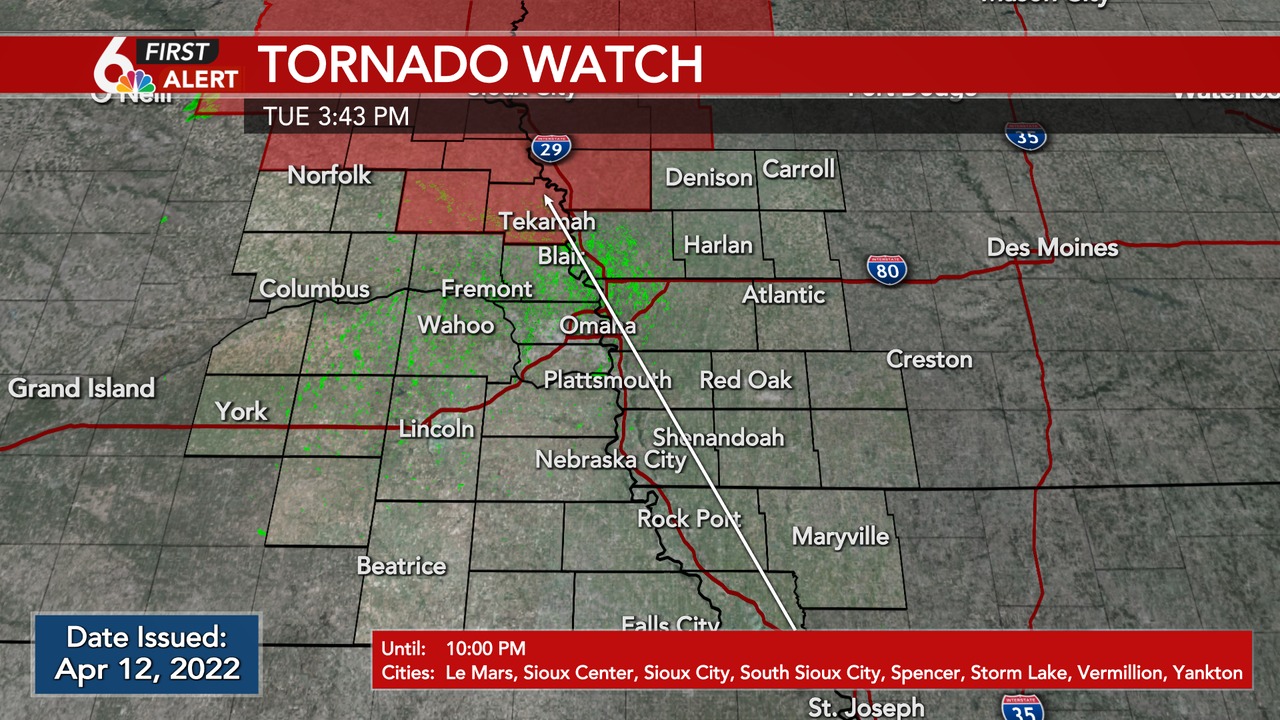 Mason City
6 FIRST ALERT
TORNADO WATCH
O'Neill
Sioux City
Fort Dodge
TUE 3:43 PM
INTERSTATE 29
INTERSTATE 35
Norfolk
Denison
Carroll
Tekamah
Harlan
Des Moines
Blair
INTERSTATE 80
Columbus
Fremont
Atlantic
Wahoo
Omaha
Creston
Grand Island
Plattsmouth
Red Oak
York
Lincoln
Shenandoah
Nebraska City
Rock Port
Maryville
Beatrice
Falls City
Date Issued:
Apr 12, 2022
Until: 10:00 PM
Cities: Le Mars, Sioux Center, Sioux City, South Sioux City, Spencer, Storm Lake, Vermillion, Yankton
St. Joseph
INTERSTATE 35